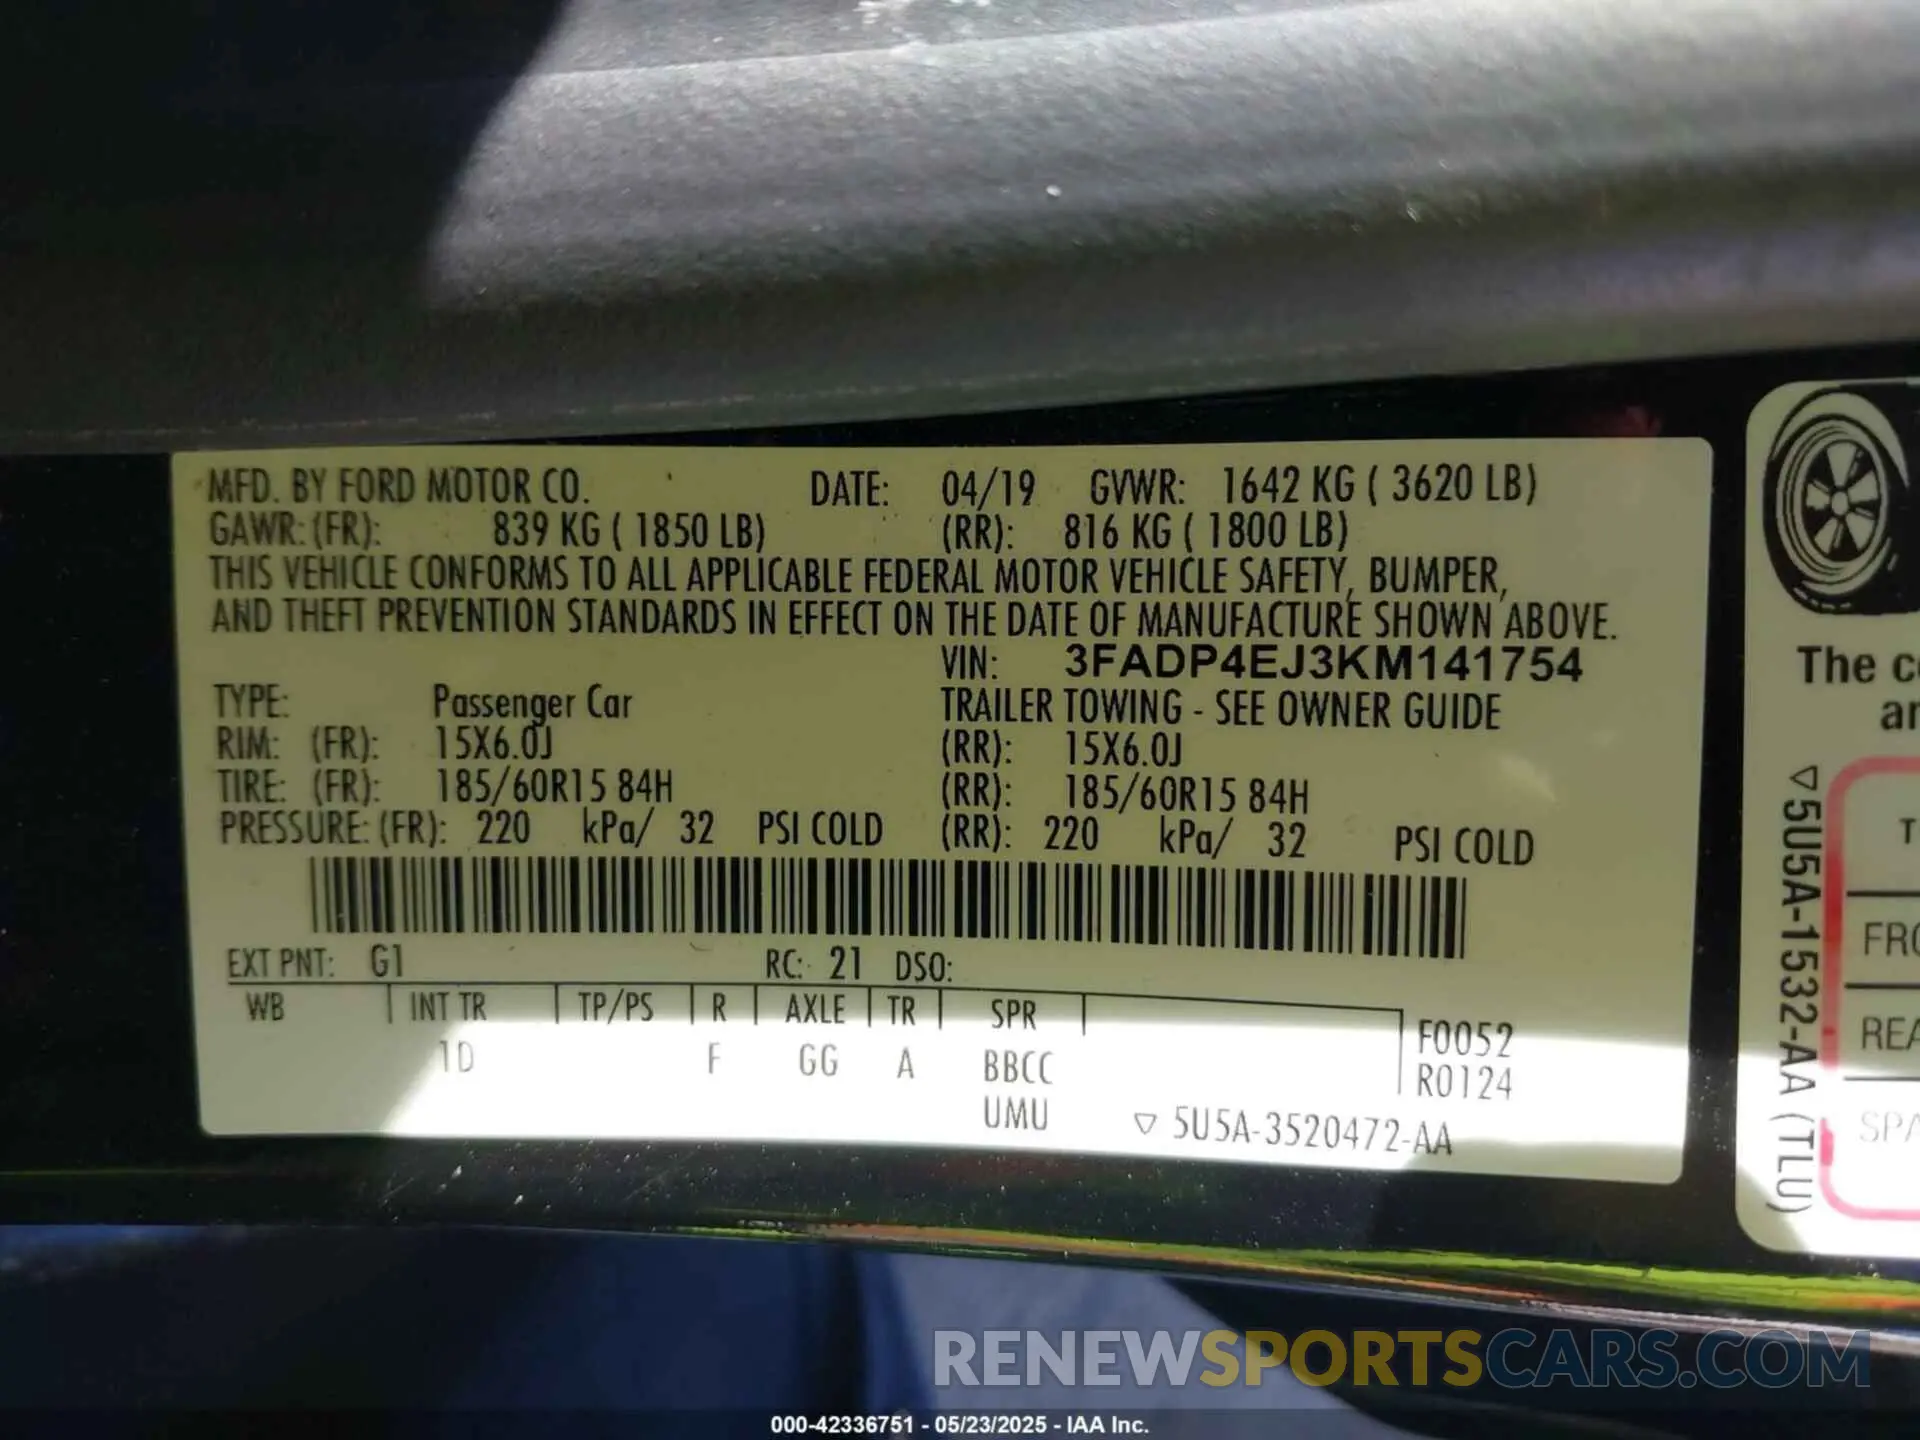 MFD. BY FORD MOTOR CO. DATE: 04/19 GVWR: 1642 KG ( 3620 LB)
GAWR: (FR): 839 KG ( 1850 LB) (RR): 816 KG ( 1800 LB)
THIS VEHICLE CONFORMS TO ALL APPLICABLE FEDERAL MOTOR VEHICLE SAFETY, BUMPER,
AND THEFT PREVENTION STANDARDS IN EFFECT ON THE DATE OF MANUFACTURE SHOWN ABOVE.
VIN: 3FADP4EJ3KM141754
TYPE: Passenger Car TRAILER TOWING - SEE OWNER GUIDE
RIM: (FR): 15X6.0J (RR): 15X6.0J
TIRE: (FR): 185/60R15 84H (RR): 185/60R15 84H
PRESSURE: (FR): 220 kPa/ 32 PSI COLD (RR): 220 kPa/ 32 PSI COLD
EXT PNT: G1 RC: 21 DSO:
WB INT TR TP/PS R AXLE TR SPR F0052
1D F GG A BBCC R0124
UMU ▽ 5U5A-3520472-AA
The
▽5U5A-1532-AA (TLU)
RENEWSPORTSCARS.COM
000-42336751 - 05/23/2025 - IAA Inc.